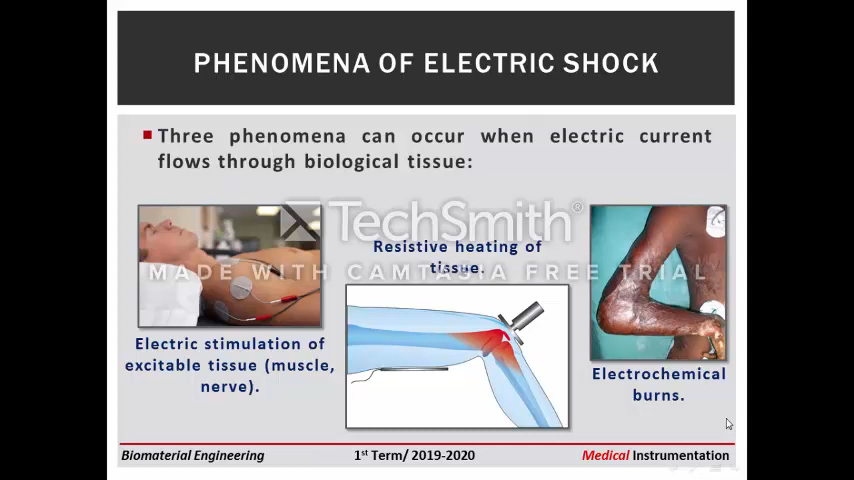 PHENOMENA OF ELECTRIC SHOCK
Three phenomena can occur when electric current
flows through biological tissue:
TechSmith®
MADE WITH CAMTASIA FREE TRIAL
Electric stimulation of
excitable tissue (muscle,
nerve).
Resistive heating of
tissue.
Electrochemical
burns.
Biomaterial Engineering
1st Term/ 2019-2020
Medical Instrumentation